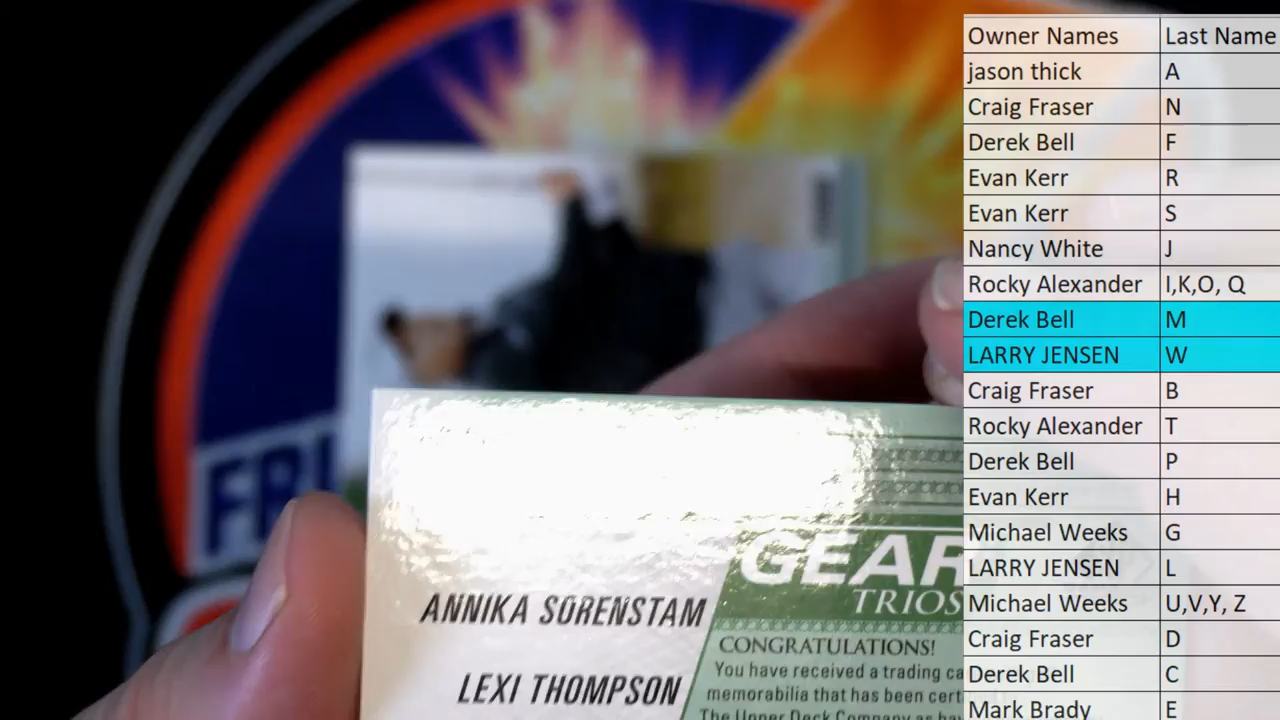 Owner Names Last Name
jason thick A
Craig Fraser N
Derek Bell F
Evan Kerr R
Evan Kerr S
Nancy White J
Rocky Alexander I,K,O, Q
Derek Bell M
LARRY JENSEN W
Craig Fraser B
Rocky Alexander T
Derek Bell P
Evan Kerr H
Michael Weeks G
LARRY JENSEN L
Michael Weeks U,V,Y, Z
Craig Fraser D
Derek Bell C
Mark Brady E
FRI
GEAR
TRIOS
ANNIKA SORENSTAM
LEXI THOMPSON
CONGRATULATIONS!
You have received a trading ca
memorabilia that has been cert
The Upper Deck Company as hav